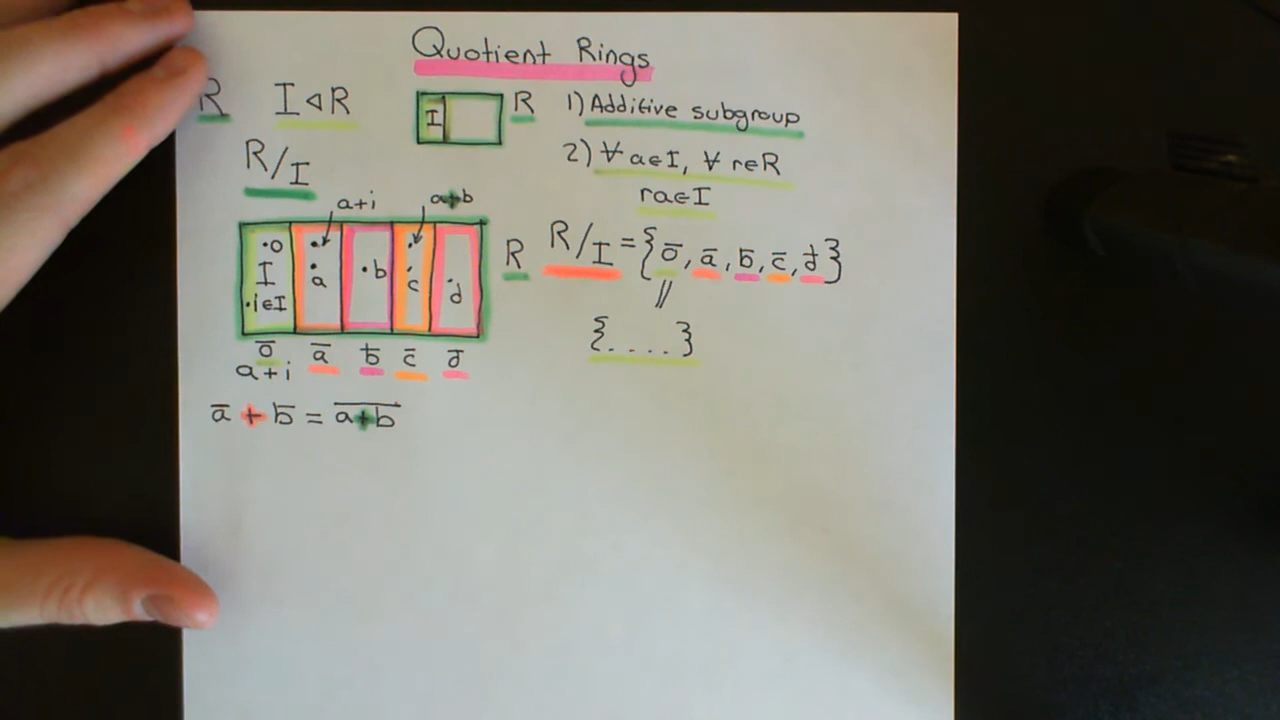 Quotient Rings
R I ◁ R
I R
1) Additive subgroup
2) ∀ a∈I, ∀ r∈R
ra∈I
R/I
a+i a+b
·0 I ·i∈I
·a ·b ·c ·d
R
0̅ a̅ b̅ c̅ d̅
a+i
R/I = {0̅, a̅, b̅, c̅, d̅}
//
{. . . .}
a̅ + b̅ = a̅+̅b̅